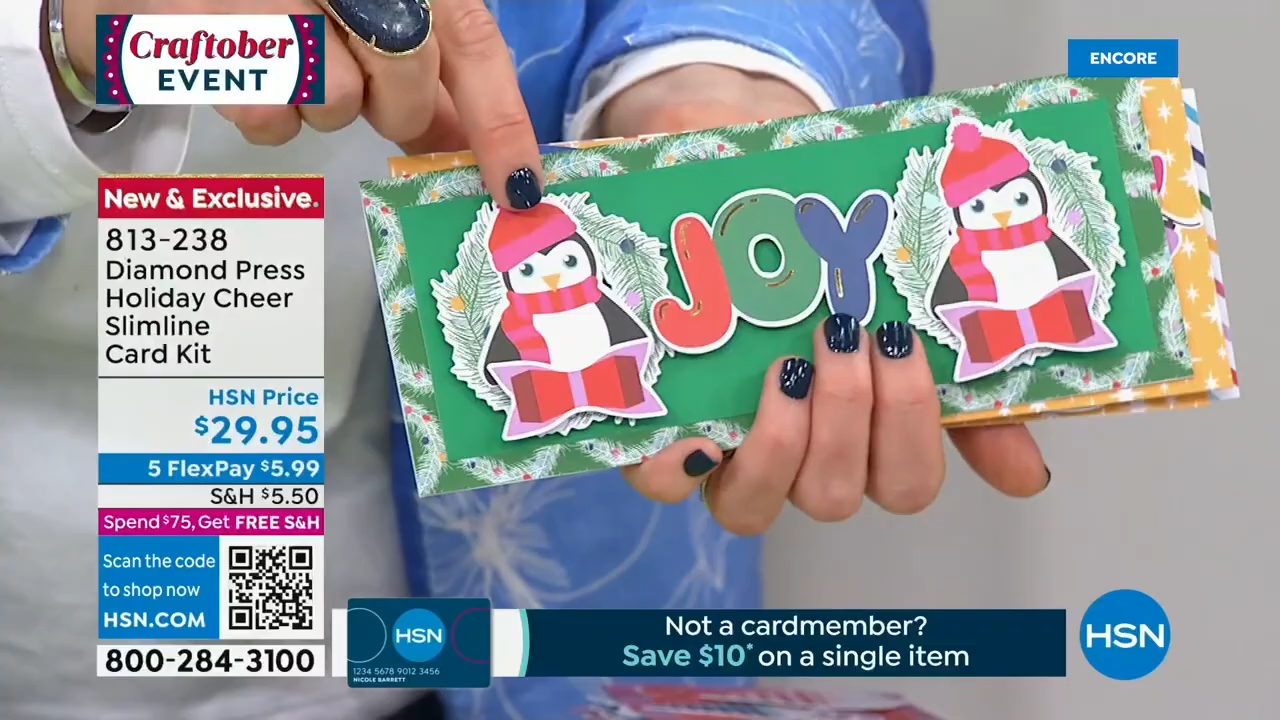 Craftober
EVENT
ENCORE
New & Exclusive.
813-238
Diamond Press
Holiday Cheer
Slimline
Card Kit
HSN Price
$29.95
5 FlexPay $5.99
S&H $5.50
Spend $75, Get FREE S&H
Scan the code
to shop now
HSN.COM
800-284-3100
JOY
HSN
1234 5678 9012 3456
NICOLE BARRETT
Not a cardmember?
Save $10* on a single item
HSN